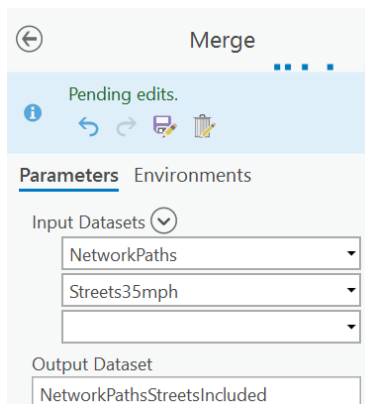 Merge
Pending edits.
Parameters Environments
Input Datasets
NetworkPaths
Streets35mph
Output Dataset
NetworkPathsStreetsIncluded